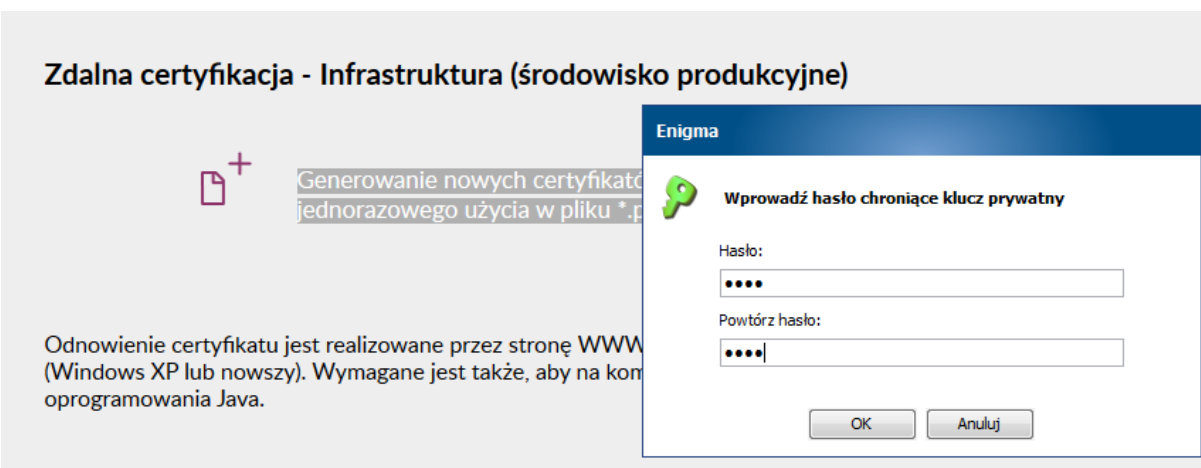 Zdalna certyfikacja - Infrastruktura (środowisko produkcyjne)
Enigma
Generowanie nowych certyfikató
jednorazowego użycia w pliku *.p
Wprowadź hasło chroniące klucz prywatny
Hasło:
••••
Powtórz hasło:
••••
Odnowienie certyfikatu jest realizowane przez stronę WWW
(Windows XP lub nowszy). Wymagane jest także, aby na kom
oprogramowania Java.
OK
Anuluj